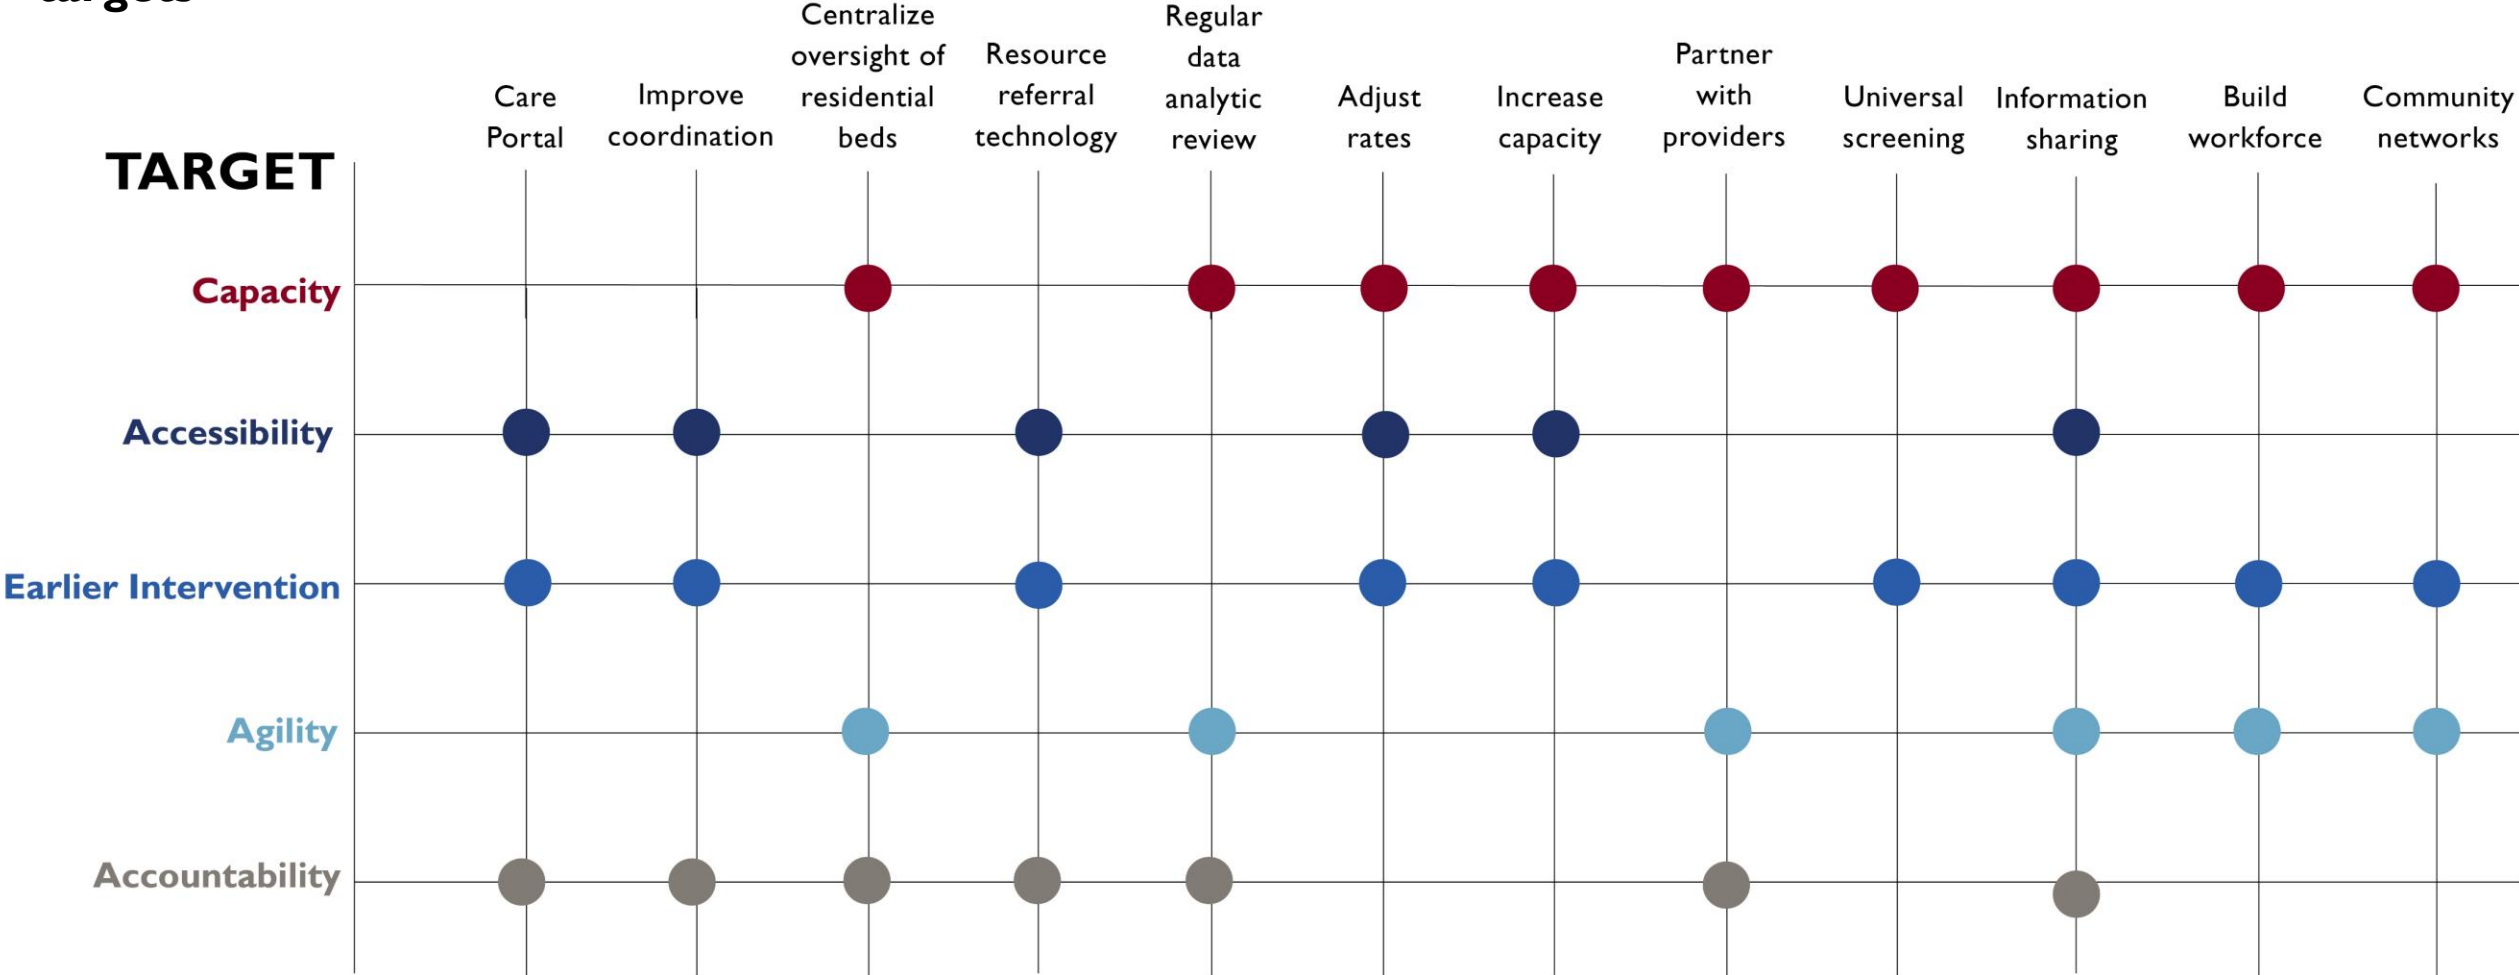 targets
Care
Portal
Improve
coordination
Centralize
oversight of
residential
beds
Resource
referral
technology
Regular
data
analytic
review
Adjust
rates
Increase
capacity
Partner
with
providers
Universal
screening
Information
sharing
Build
workforce
Community
networks
TARGET
Capacity
Accessibility
Earlier Intervention
Agility
Accountability